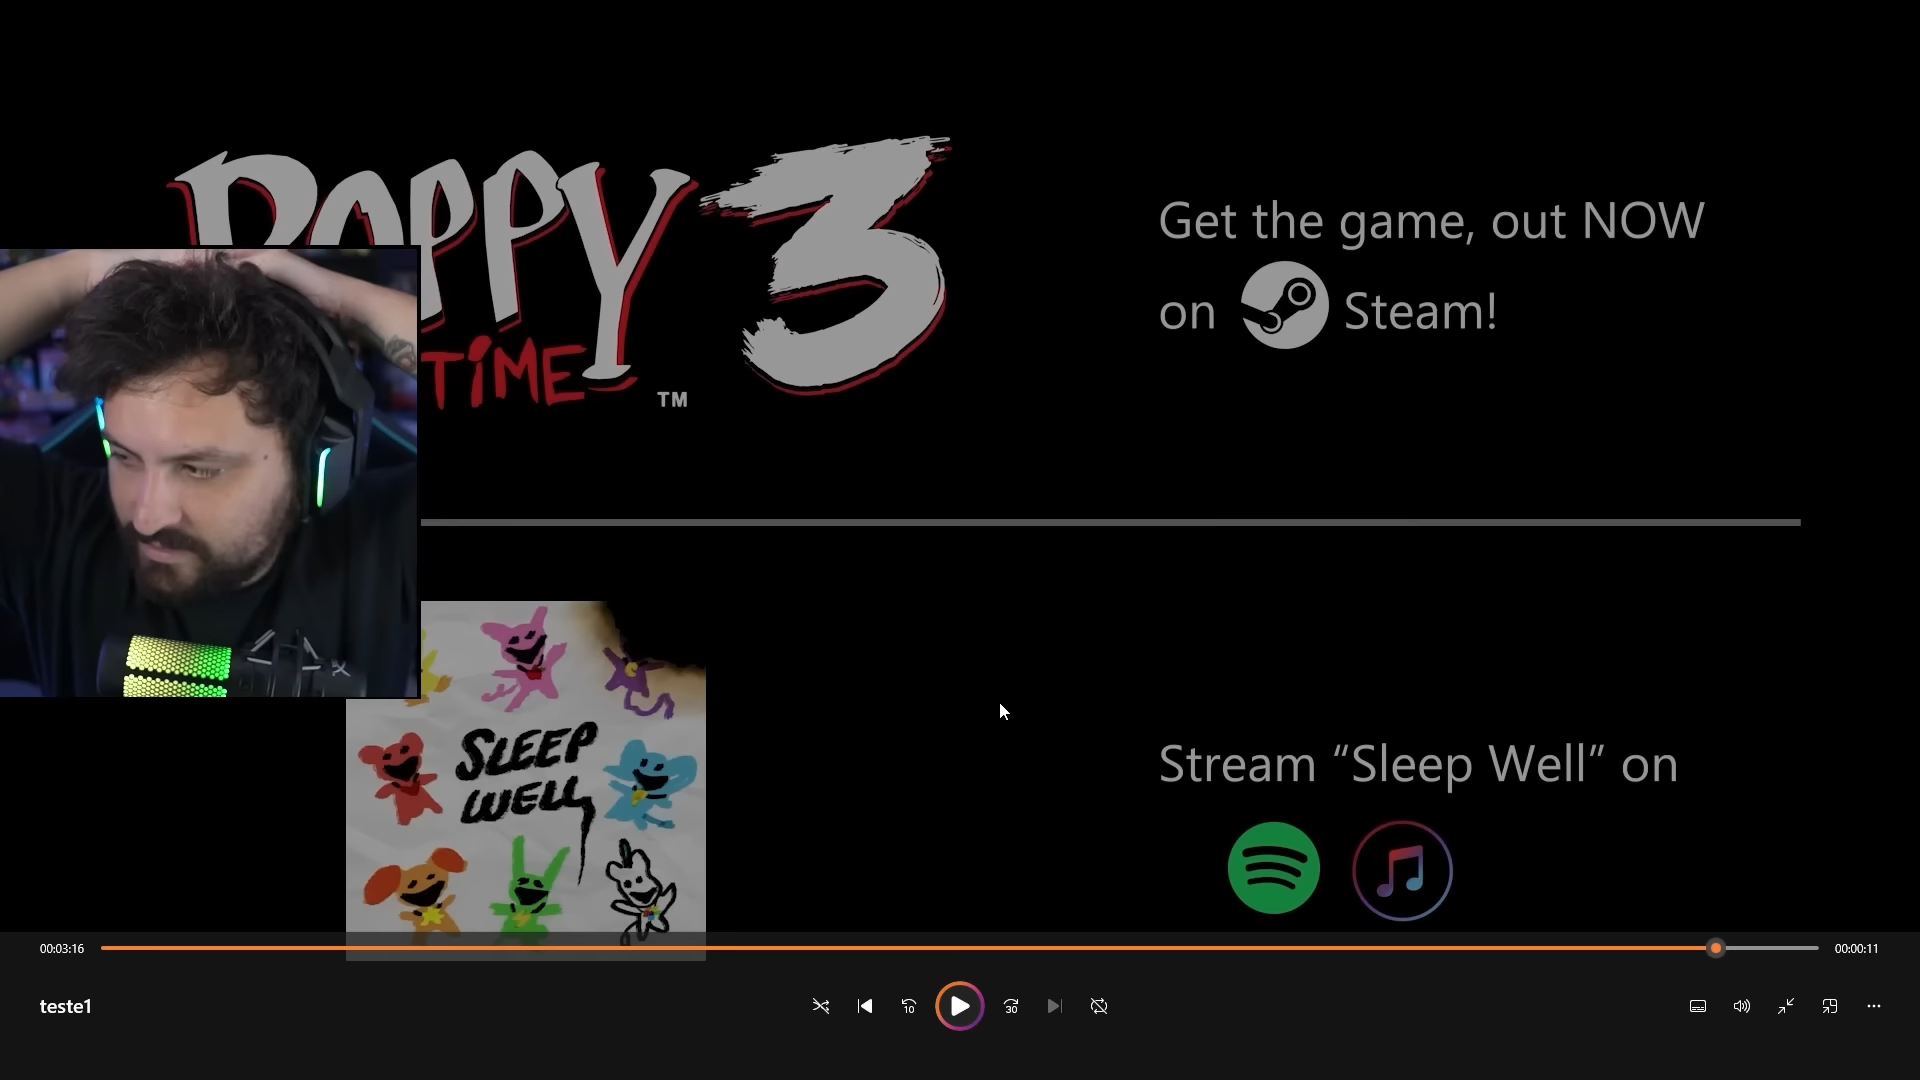 POPPY 3
TIME
TM
Get the game, out NOW
on Steam!
SLEEP
WELL
Stream “Sleep Well” on
00:03:16
00:00:11
teste1
10
30